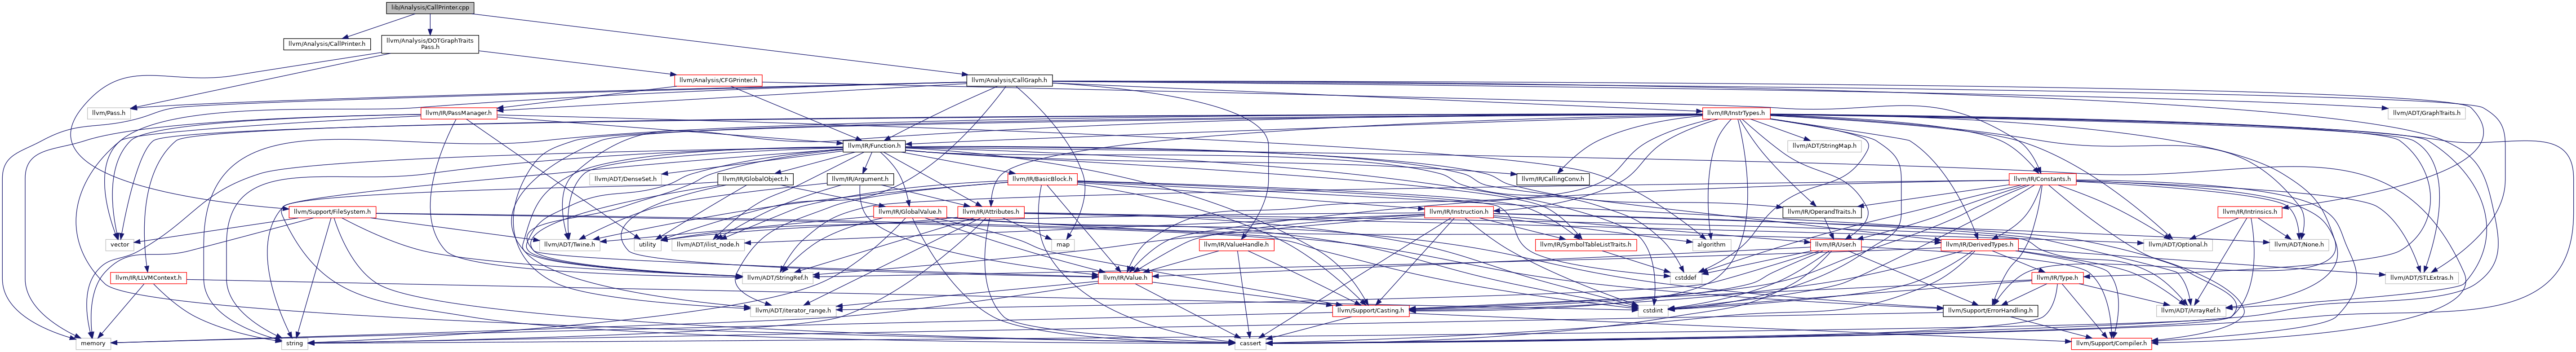 lib/Analysis/CallPrinter.cpp
llvm/Analysis/CallPrinter.h
llvm/Analysis/DOTGraphTraits
Pass.h
llvm/Analysis/CFGPrinter.h
llvm/Analysis/CallGraph.h
llvm/Pass.h
llvm/IR/PassManager.h
llvm/IR/InstrTypes.h
llvm/ADT/GraphTraits.h
llvm/IR/Function.h
llvm/ADT/StringMap.h
llvm/ADT/DenseSet.h
llvm/IR/GlobalObject.h
llvm/IR/Argument.h
llvm/IR/BasicBlock.h
llvm/IR/CallingConv.h
llvm/IR/Constants.h
llvm/Support/FileSystem.h
llvm/IR/GlobalValue.h
llvm/IR/Attributes.h
llvm/IR/Instruction.h
llvm/IR/OperandTraits.h
llvm/IR/Intrinsics.h
vector
llvm/ADT/Twine.h
utility
llvm/ADT/ilist_node.h
map
llvm/IR/ValueHandle.h
llvm/IR/SymbolTableListTraits.h
algorithm
llvm/IR/User.h
llvm/IR/DerivedTypes.h
llvm/ADT/Optional.h
llvm/ADT/None.h
llvm/IR/LLVMContext.h
llvm/ADT/StringRef.h
llvm/IR/Value.h
cstddef
llvm/IR/Type.h
llvm/ADT/STLExtras.h
llvm/ADT/iterator_range.h
llvm/Support/Casting.h
cstdint
llvm/Support/ErrorHandling.h
llvm/ADT/ArrayRef.h
memory
string
cassert
llvm/Support/Compiler.h